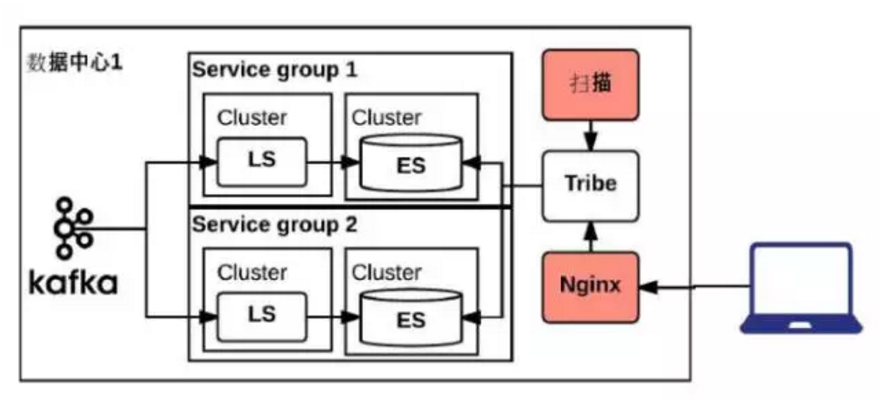 数据中心1
Service group 1
Cluster
LS
Cluster
ES
Service group 2
Cluster
LS
Cluster
ES
kafka
扫描
Tribe
Nginx